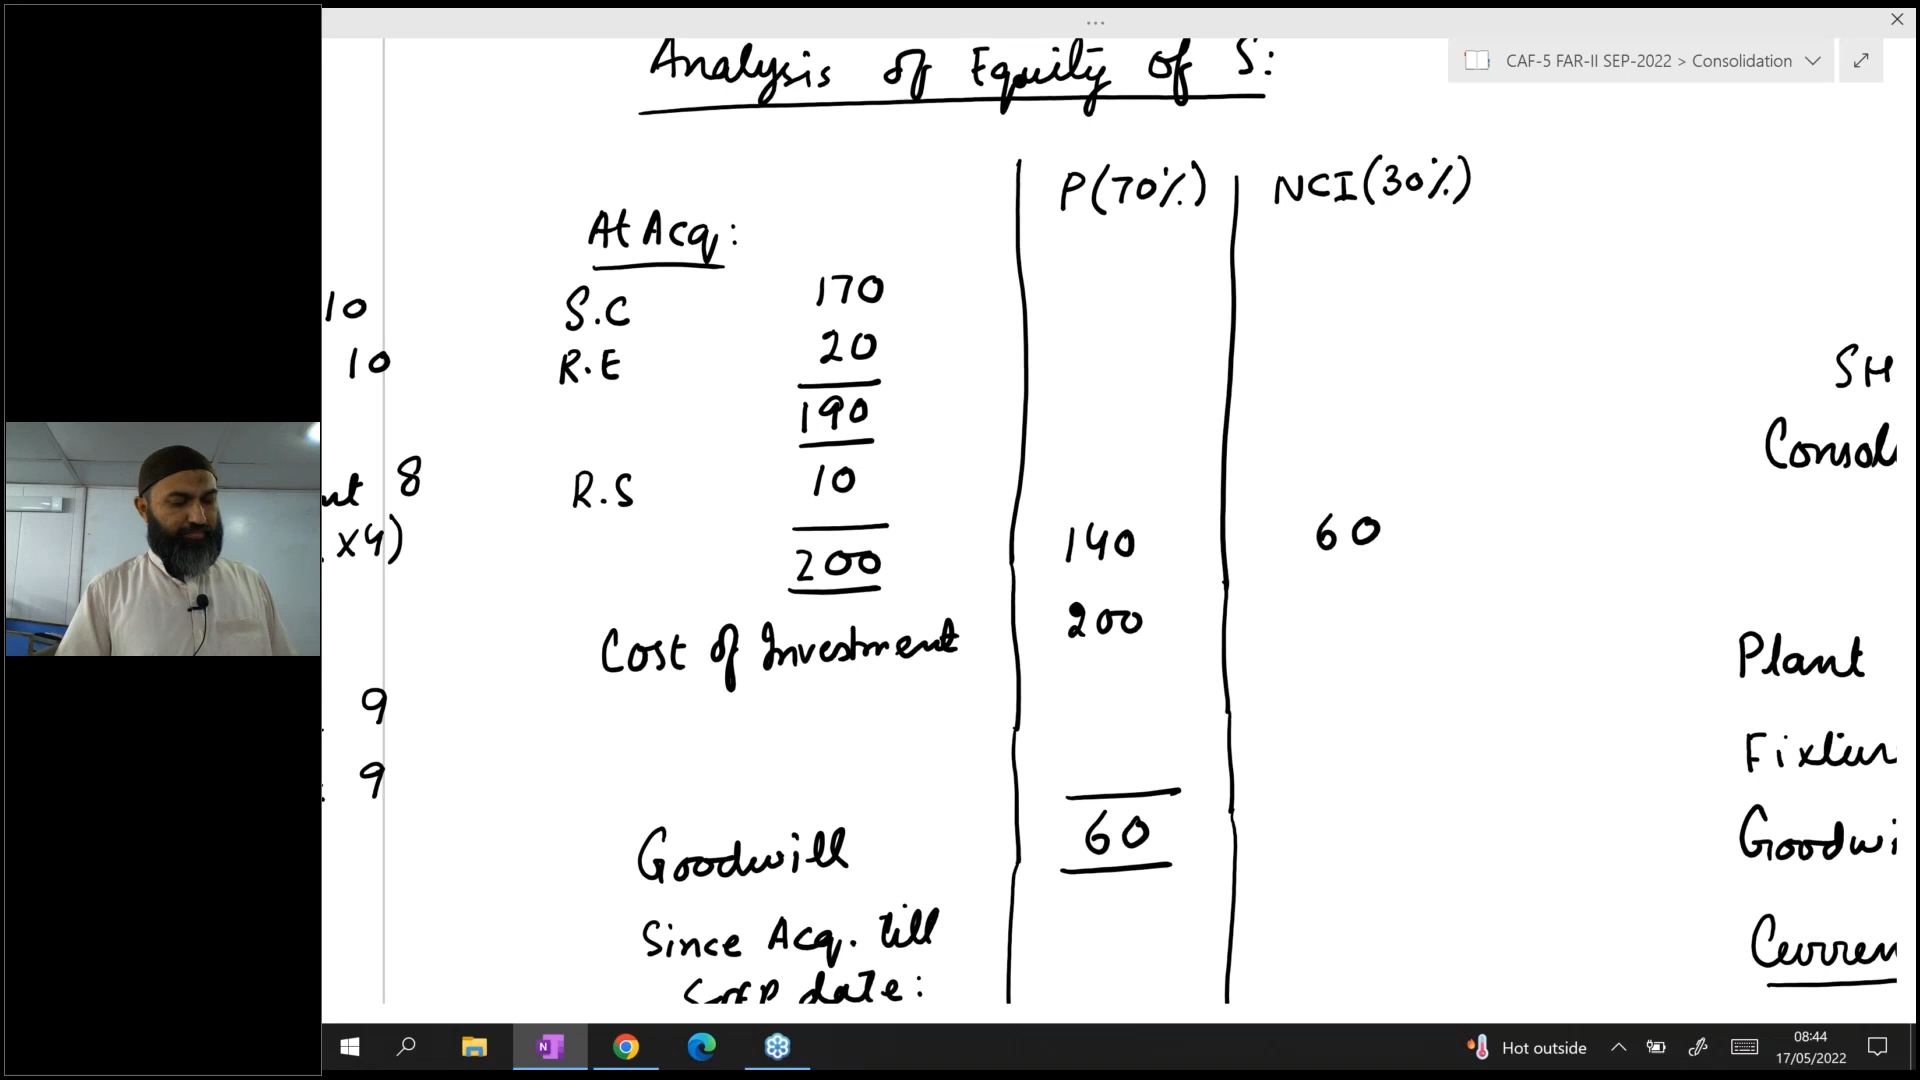 ...
CAF-5 FAR-II SEP-2022 > Consolidation
Analysis of Equity of S:
P(70%) NCI(30%)
At Acq:
10 S.C 170
10 R.E 20
SH
190
Consol
8 R.S 10
x4) 200 140 60
Cost of Investment 200
Plant
9
Fixtur
9
Goodwill 60
Goodwi
Since Acq. till
date:
Curren
Hot outside
08:44
17/05/2022